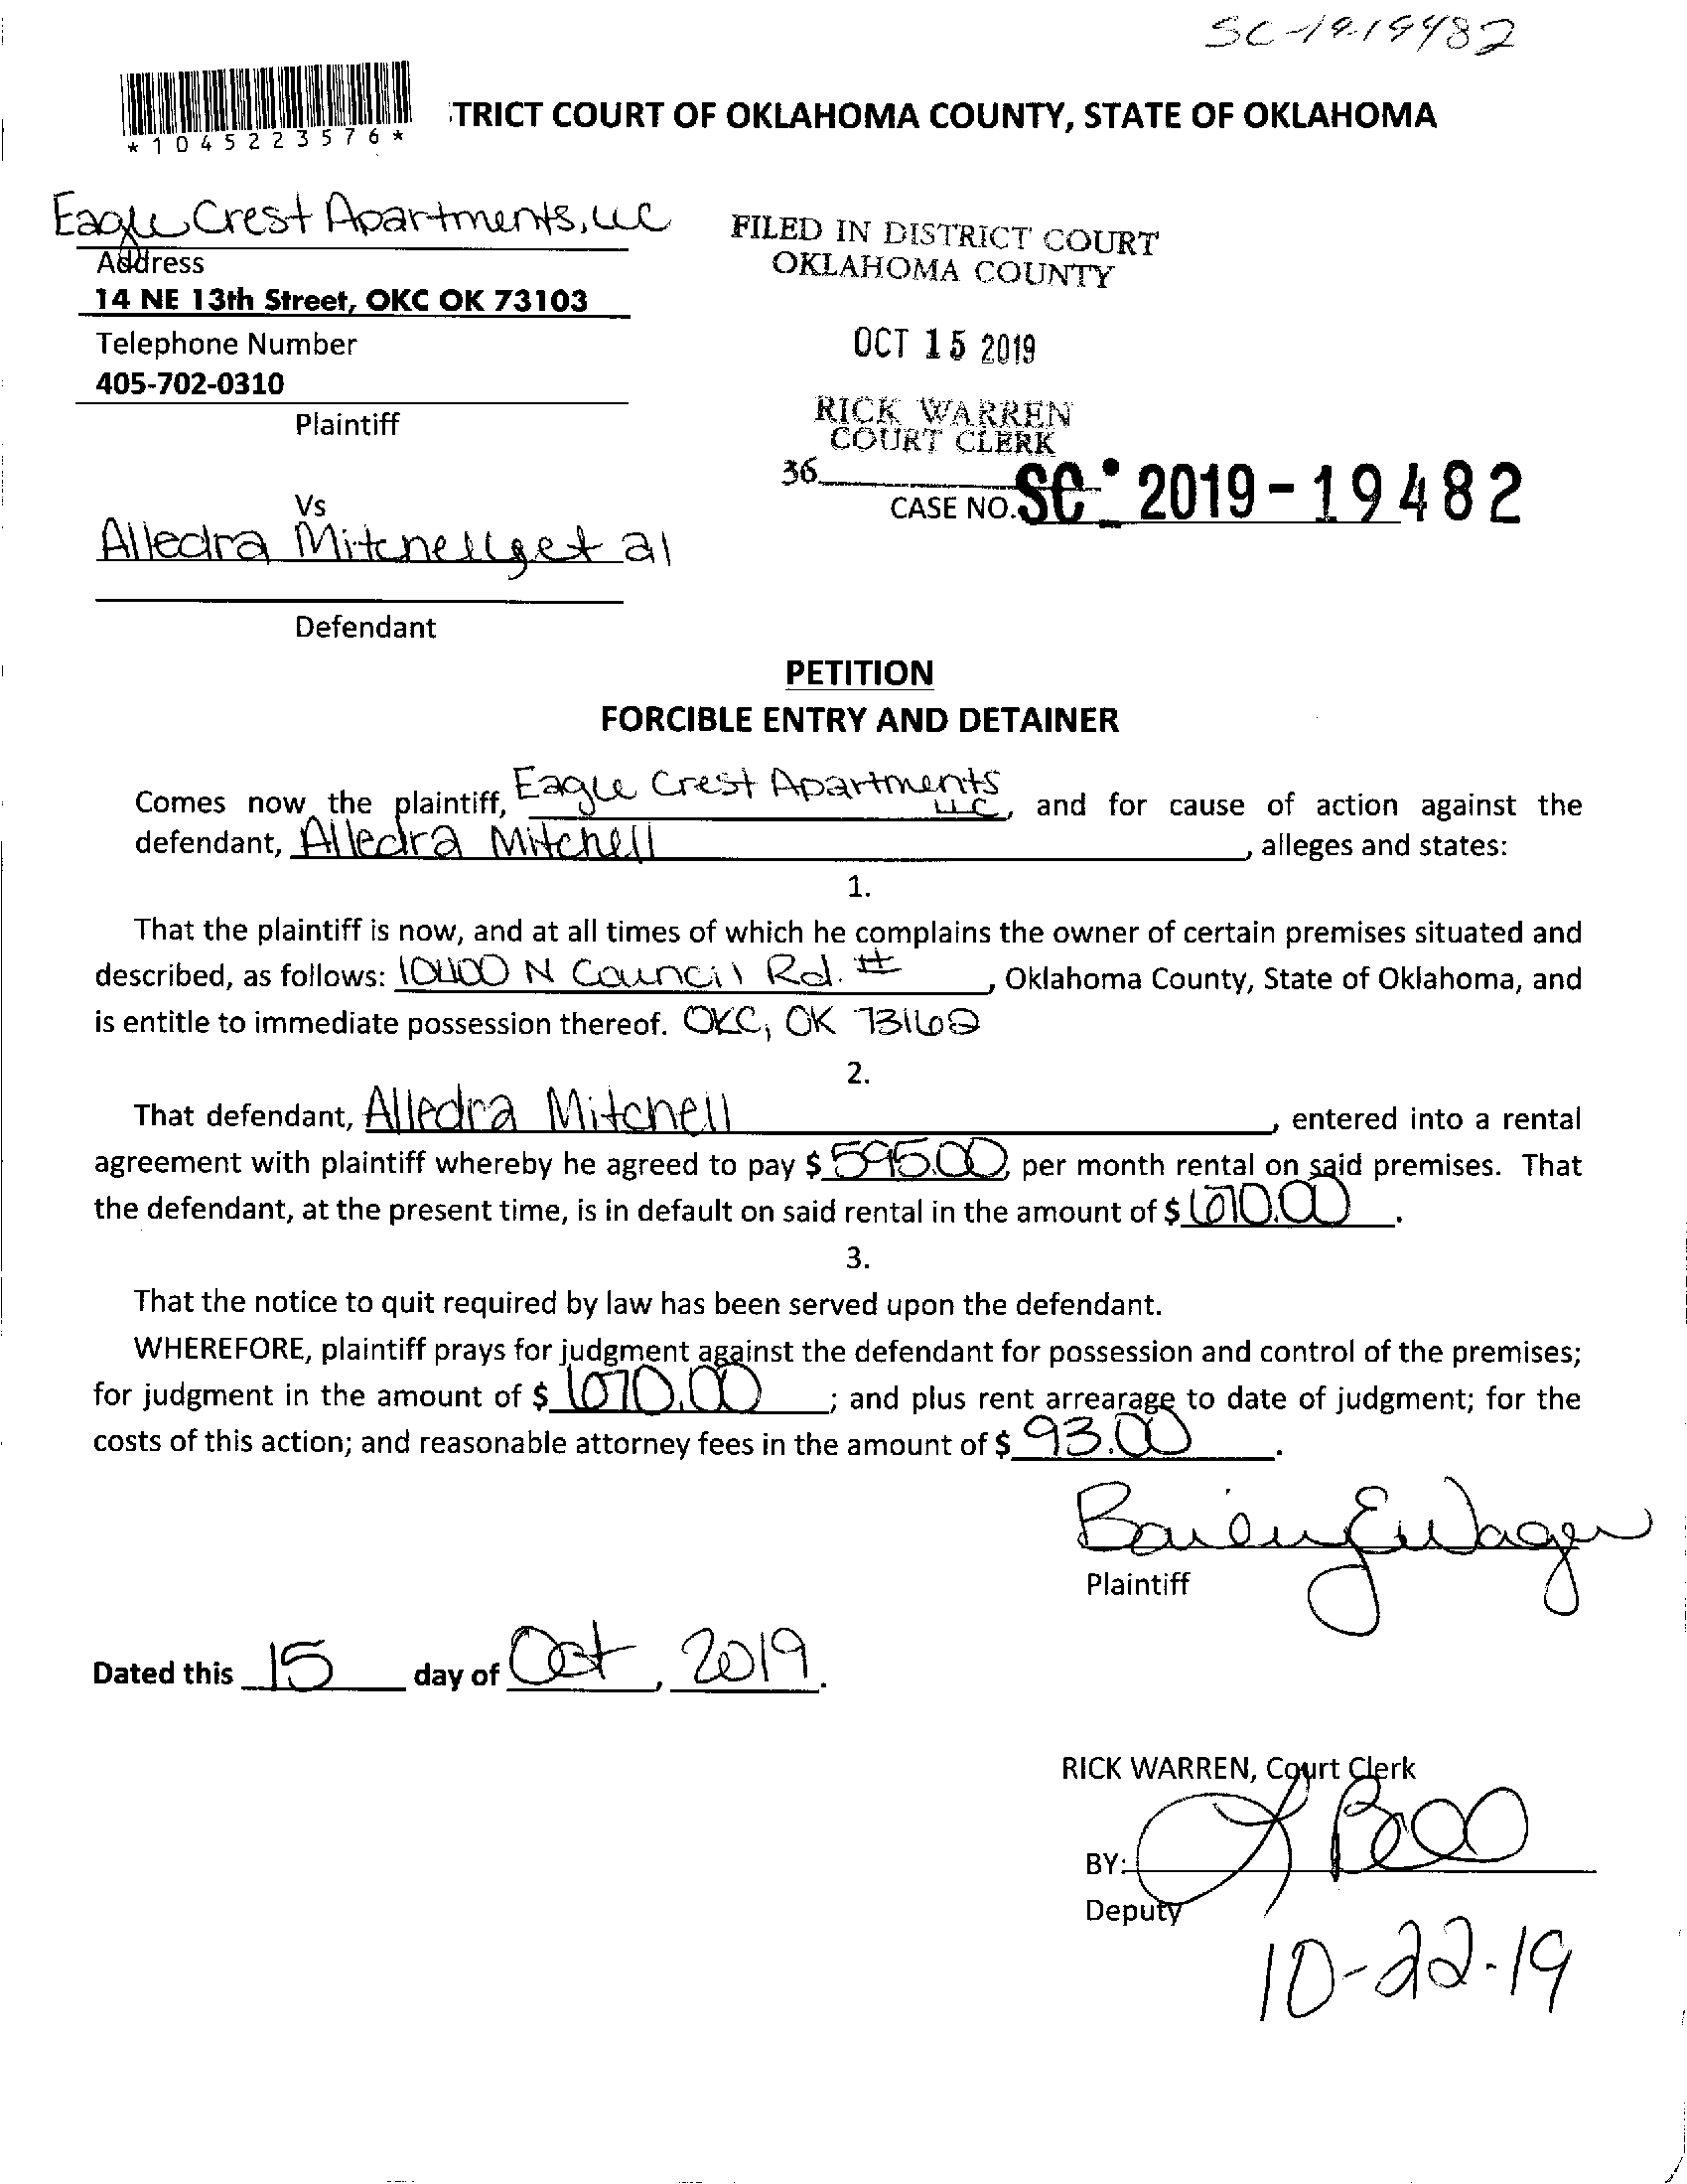 SC-19-19482
*1045223576*
TRICT COURT OF OKLAHOMA COUNTY, STATE OF OKLAHOMA
Eagle Crest Apartments, LLC
Address
14 NE 13th Street, OKC OK 73103
Telephone Number
405-702-0310
Plaintiff
FILED IN DISTRICT COURT
OKLAHOMA COUNTY
OCT 15 2019
RICK WARREN
COURT CLERK
36
CASE NO. SC-2019-19482
Vs
Alledra Mitchell, et al
Defendant
PETITION
FORCIBLE ENTRY AND DETAINER
Comes now the plaintiff, Eagle Crest Apartments LLC, and for cause of action against the
defendant, Alledra Mitchell, alleges and states:
1.
That the plaintiff is now, and at all times of which he complains the owner of certain premises situated and
described, as follows: N Council Rd. #, Oklahoma County, State of Oklahoma, and
is entitle to immediate possession thereof. OKC, OK 73162
2.
That defendant, Alledra Mitchell, entered into a rental
agreement with plaintiff whereby he agreed to pay $ 595.00, per month rental on said premises. That
the defendant, at the present time, is in default on said rental in the amount of $ 1070.00.
3.
That the notice to quit required by law has been served upon the defendant.
WHEREFORE, plaintiff prays for judgment against the defendant for possession and control of the premises;
for judgment in the amount of $ 1070.00; and plus rent arrearage to date of judgment; for the
costs of this action; and reasonable attorney fees in the amount of $ 93.00.
Plaintiff
Dated this 15 day of Oct, 2019.
RICK WARREN, Court Clerk
BY:
Deputy
10-22-19